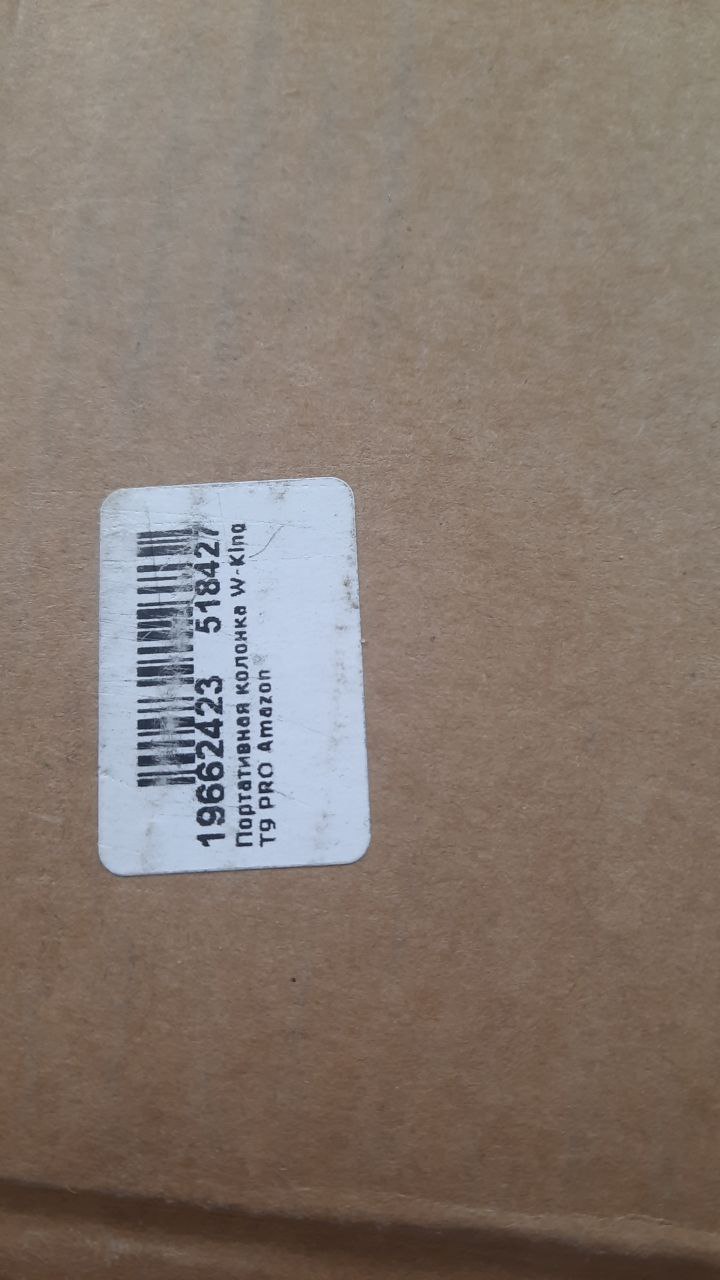 19662423 518427
Портативная колонка W-King
T9 PRO Amazon